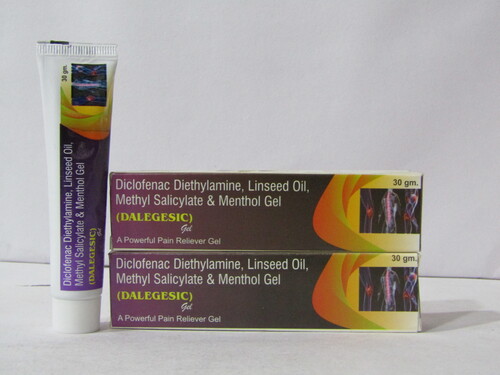 30 gm.
Diclofenac Diethylamine, Linseed Oil,
Methyl Salicylate & Menthol Gel
(DALEGESIC)
Gel
Diclofenac Diethylamine, Linseed Oil,
Methyl Salicylate & Menthol Gel
(DALEGESIC)
Gel
A Powerful Pain Reliever Gel
30 gm.
Diclofenac Diethylamine, Linseed Oil,
Methyl Salicylate & Menthol Gel
(DALEGESIC)
Gel
A Powerful Pain Reliever Gel
30 gm.